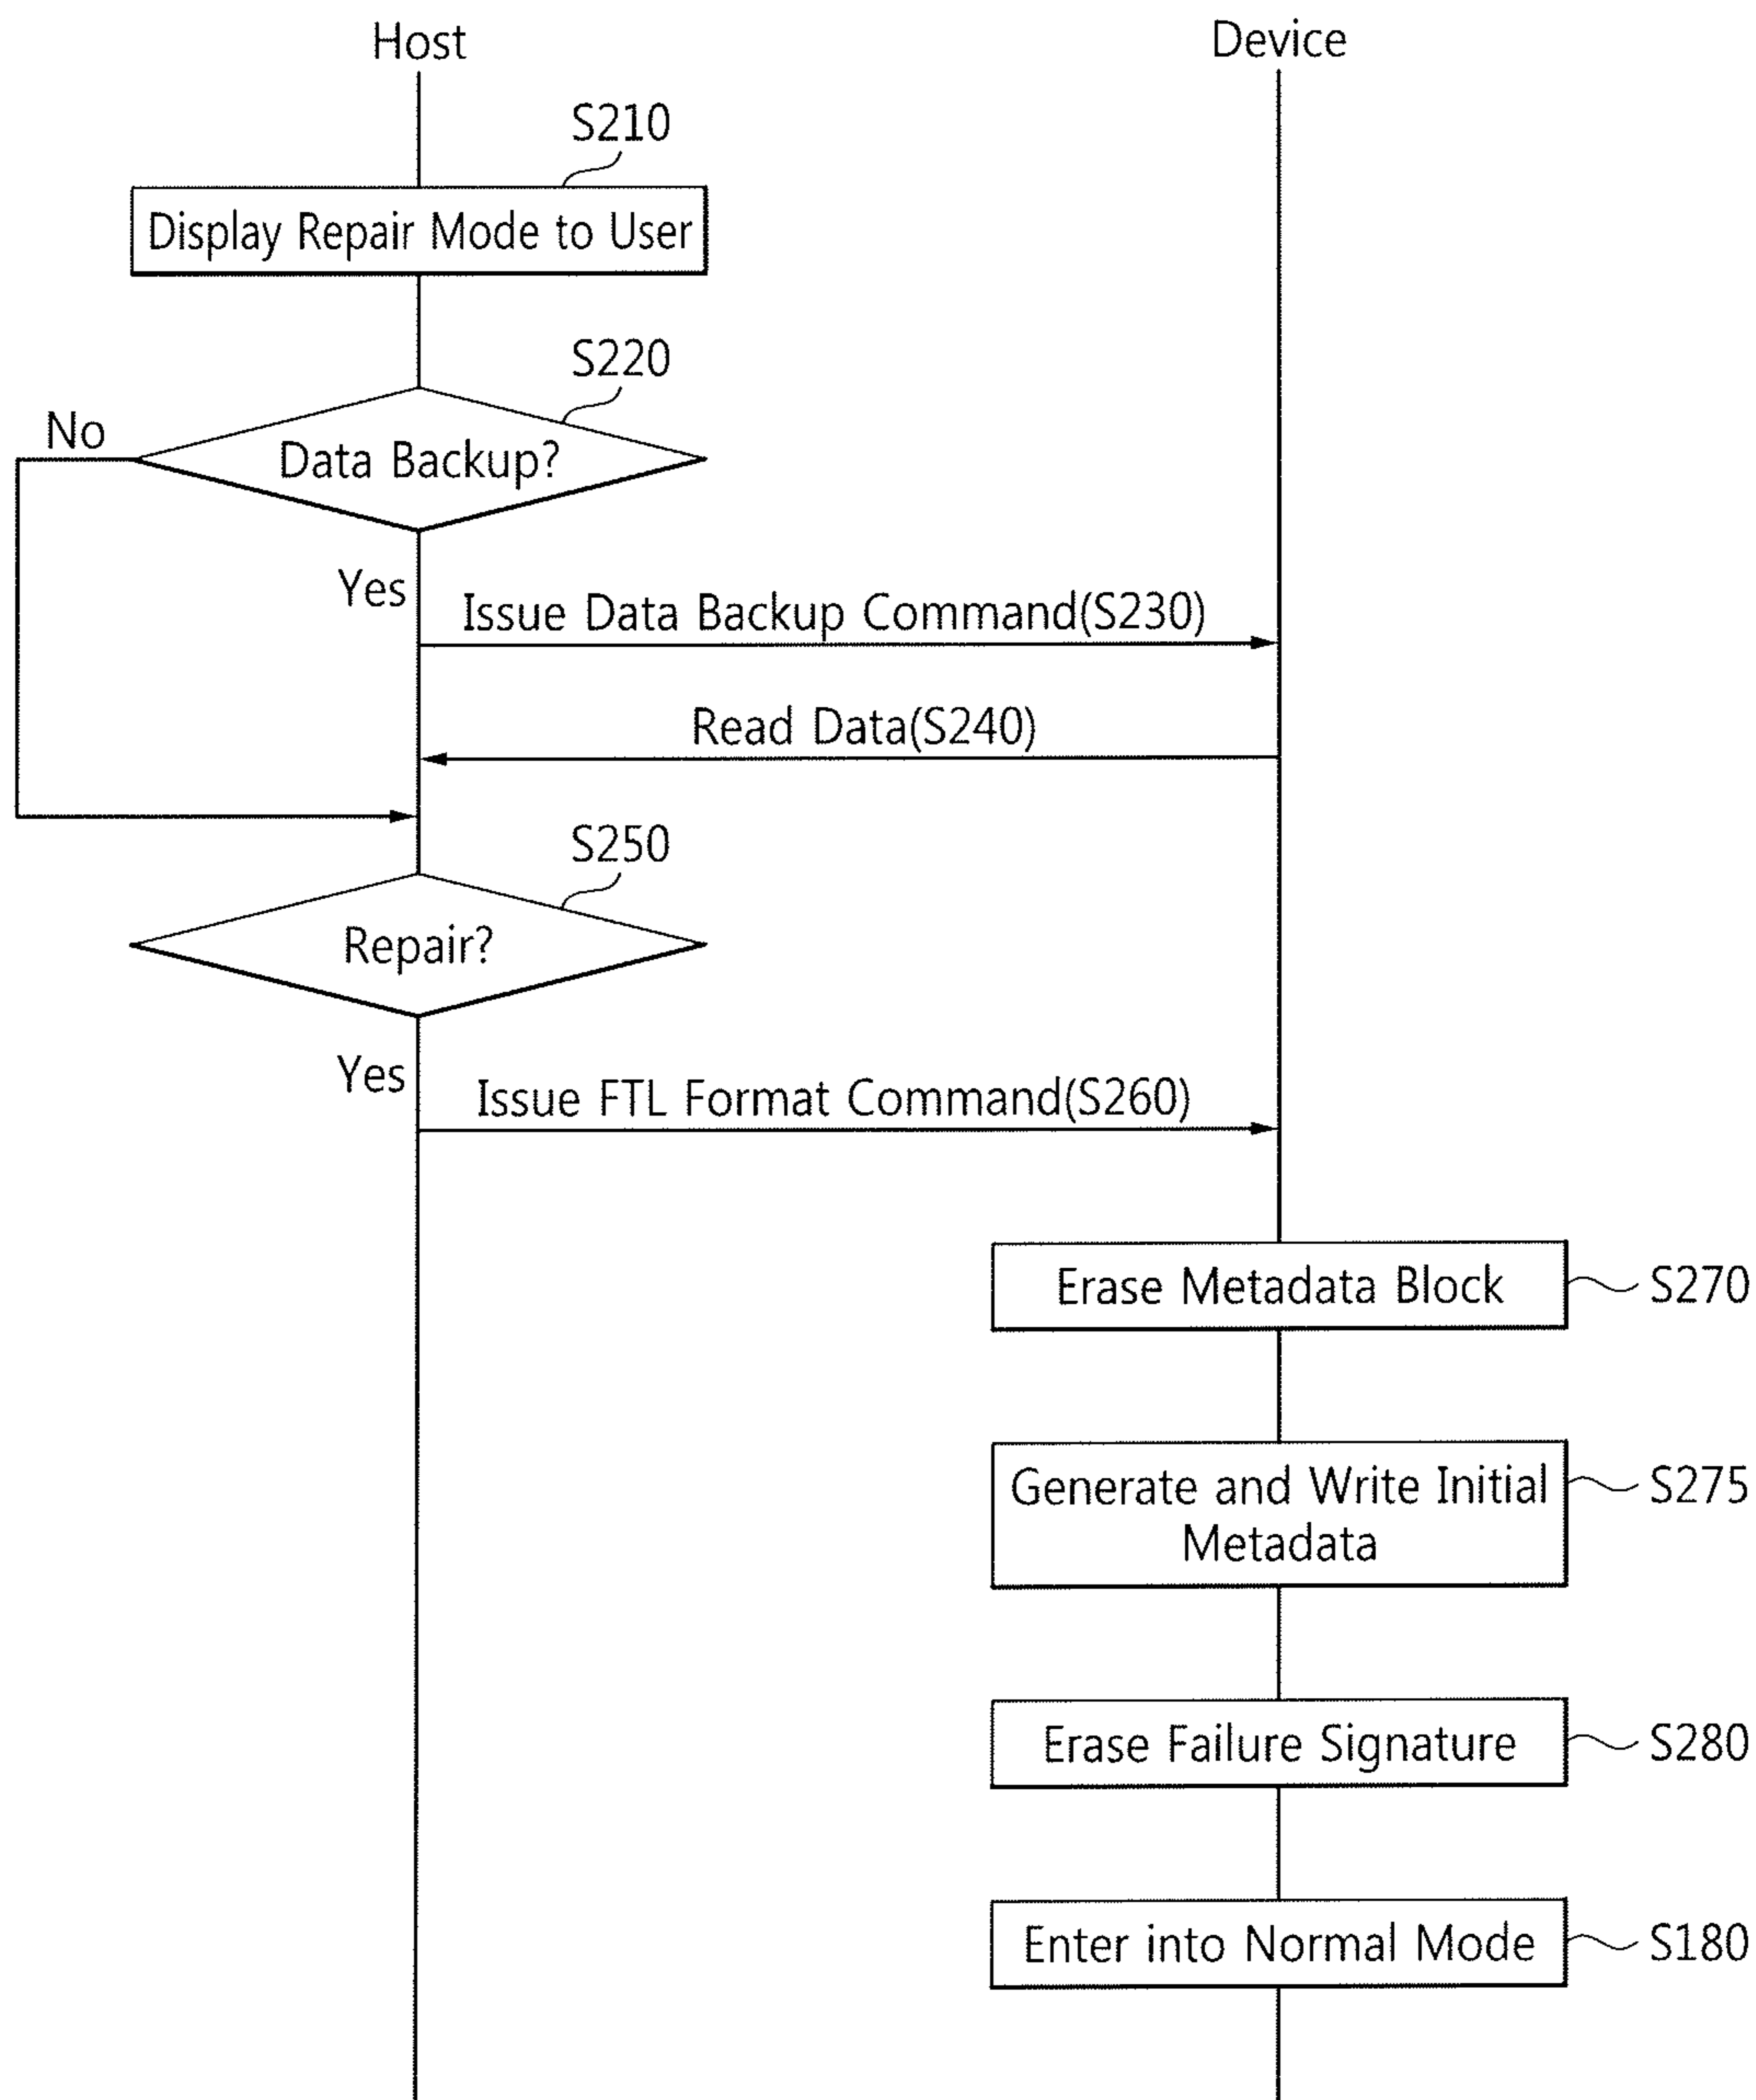 Host
Device
S210
Display Repair Mode to User
S220
No
Data Backup?
Yes
Issue Data Backup Command(S230)
Read Data(S240)
S250
Repair?
Yes
Issue FTL Format Command(S260)
Erase Metadata Block
S270
Generate and Write Initial
Metadata
S275
Erase Failure Signature
S280
Enter into Normal Mode
S180